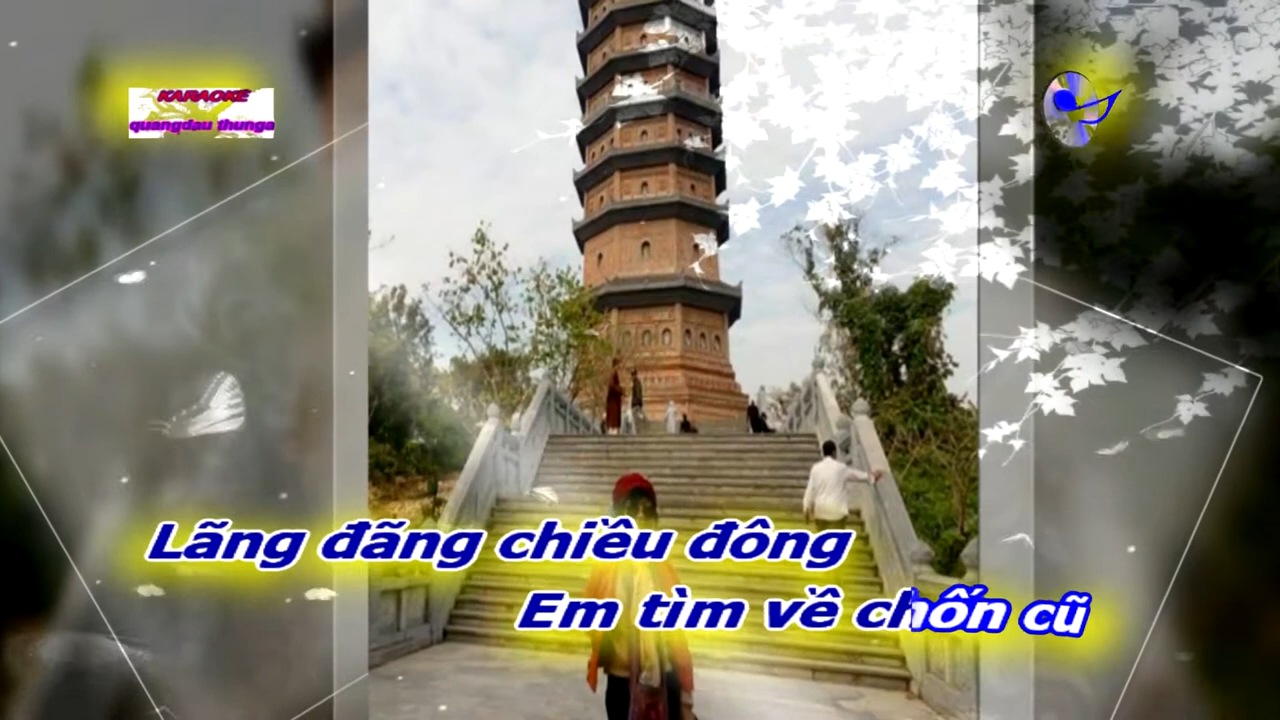 KARAOKE
quangdau thunga
Lãng đãng chiều đông
Em tìm về chốn cũ